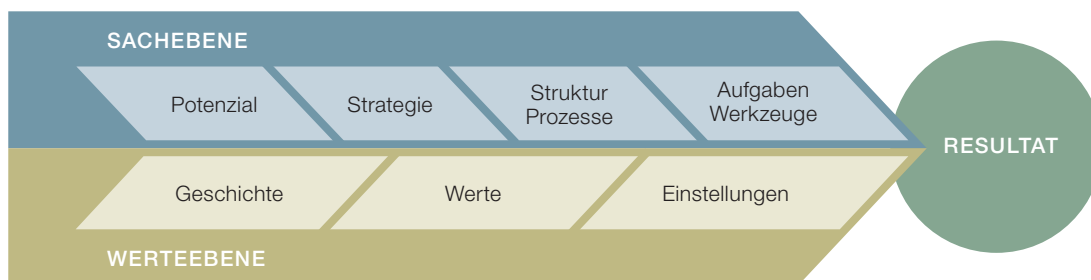 SACHEBENE
Potenzial
Strategie
Struktur
Prozesse
Aufgaben
Werkzeuge
RESULTAT
Geschichte
Werte
Einstellungen
WERTEEBENE